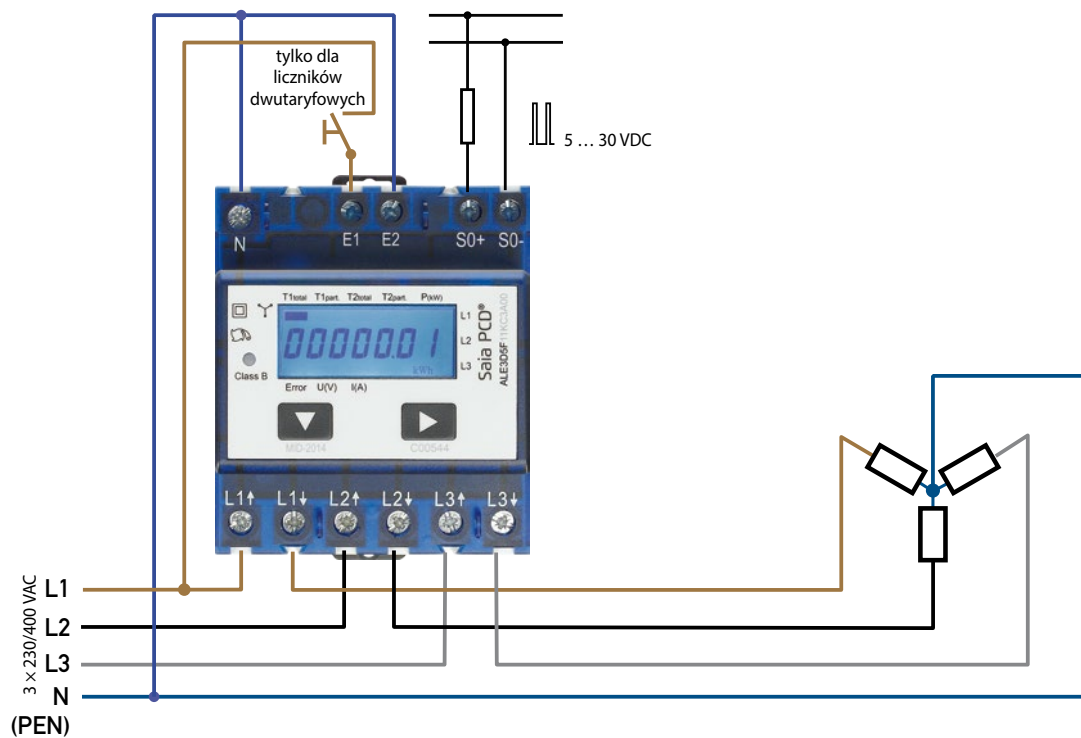 tylko dla
liczników
dwutaryfowych
5 … 30 VDC
N
E1
E2
S0+
S0-
T1total T1part. T2total T2part. P(kW)
L1
L2
L3
0000001
kWh
Class B
Error U(V) I(A)
Saia PCD®
ALE3D5F11KC3A00
MID-2014
C00544
L1↑ L1↓ L2↑ L2↓ L3↑ L3↓
3 × 230/400 VAC
L1
L2
L3
N
(PEN)